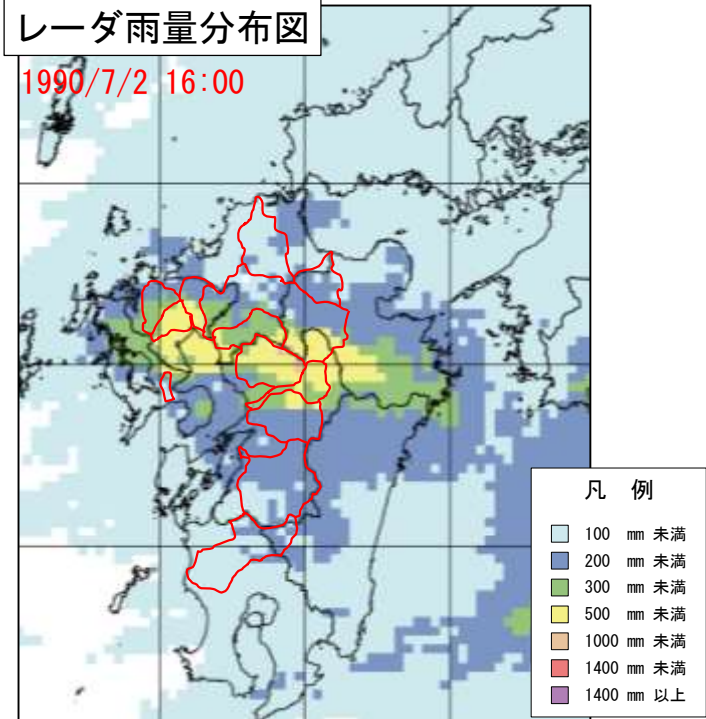 レーダ雨量分布図
1990/7/2 16:00
凡 例
100 mm 未満
200 mm 未満
300 mm 未満
500 mm 未満
1000 mm 未満
1400 mm 未満
1400 mm 以上